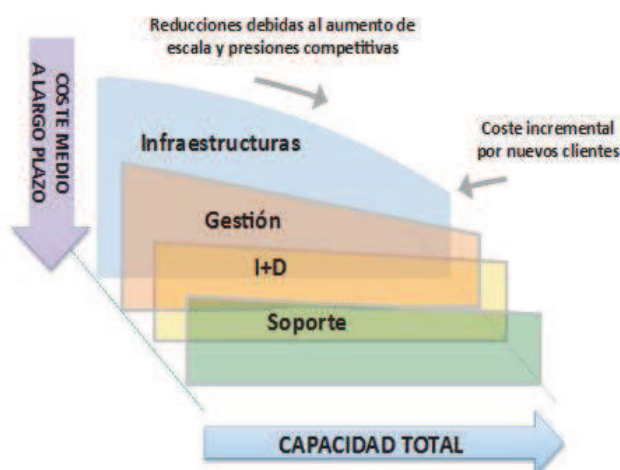 Reducciones debidas al aumento de
escala y presiones competitivas
COSTE MEDIO
A LARGO PLAZO
Infraestructuras
Coste incremental
por nuevos clientes
Gestión
I+D
Soporte
CAPACIDAD TOTAL